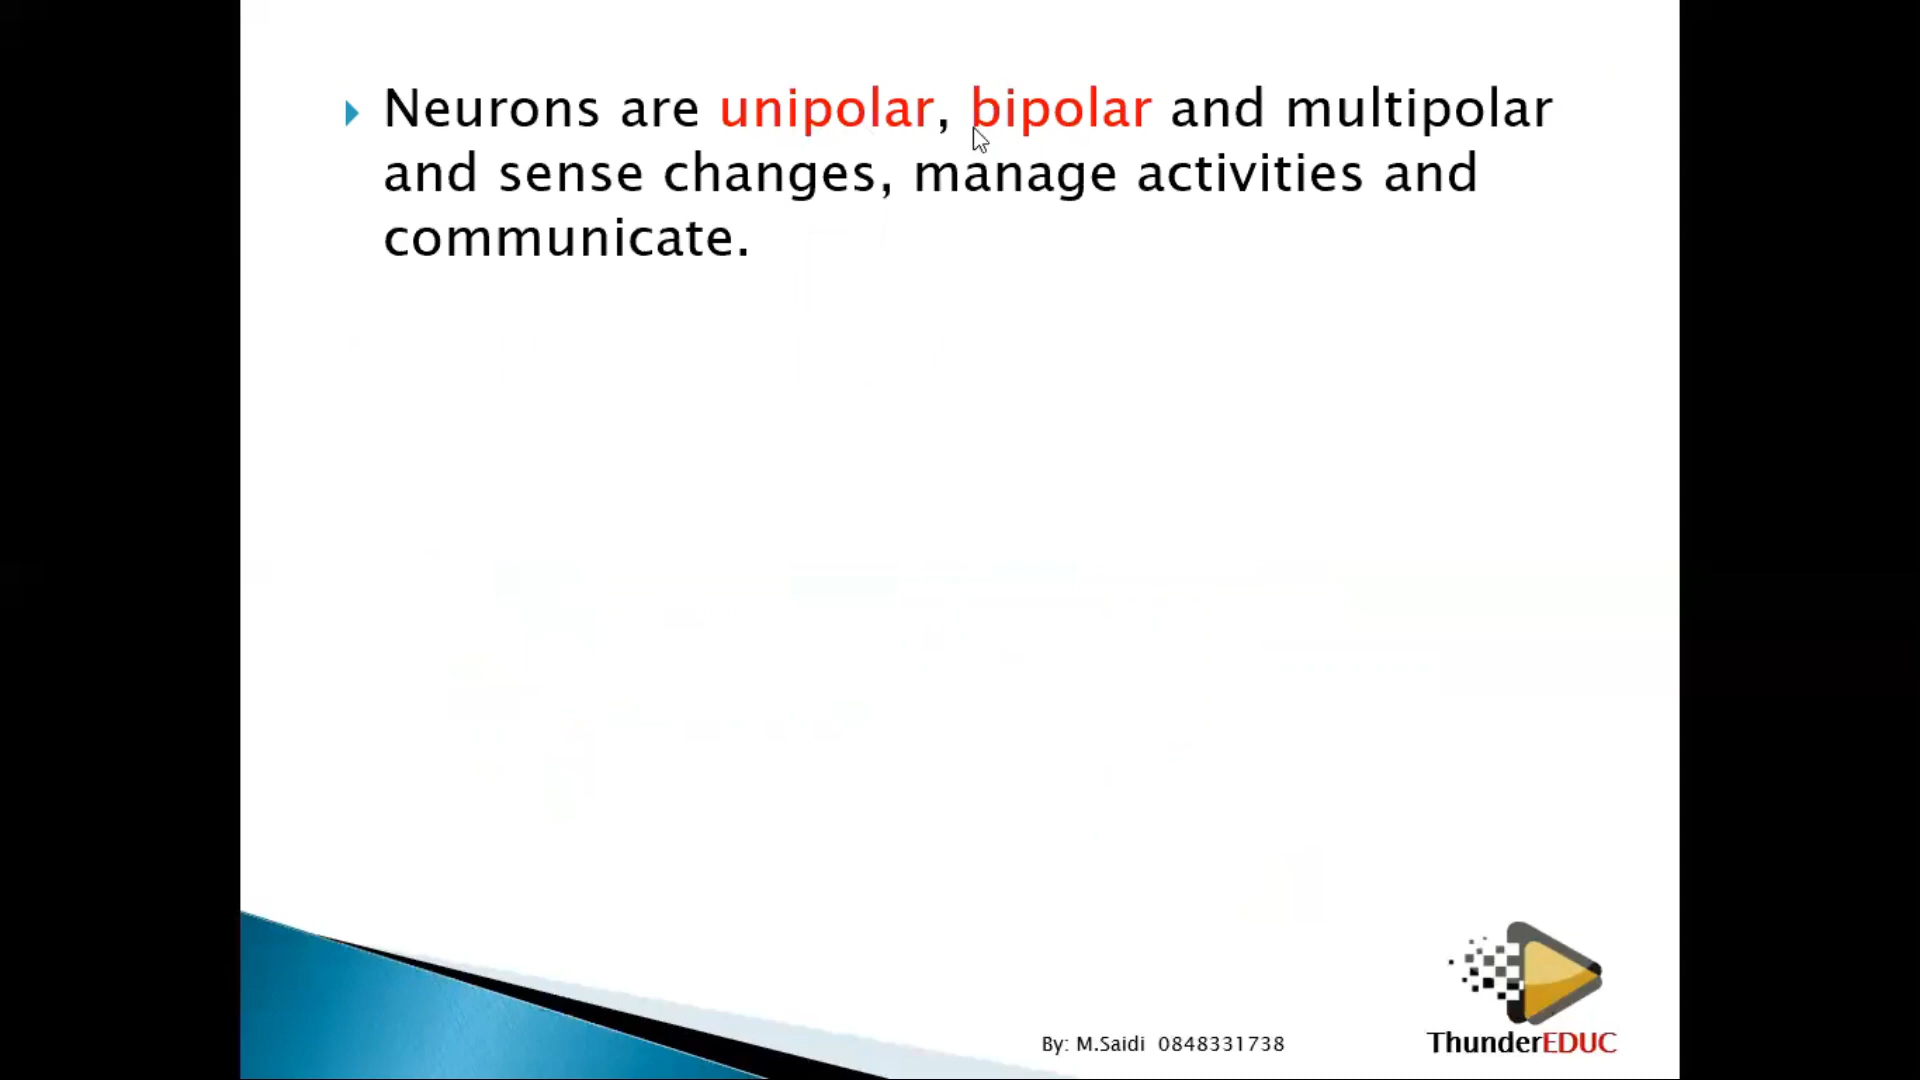 Neurons are unipolar, bipolar and multipolar
and sense changes, manage activities and
communicate.
By: M.Saidi 0848331738
ThunderEDUC